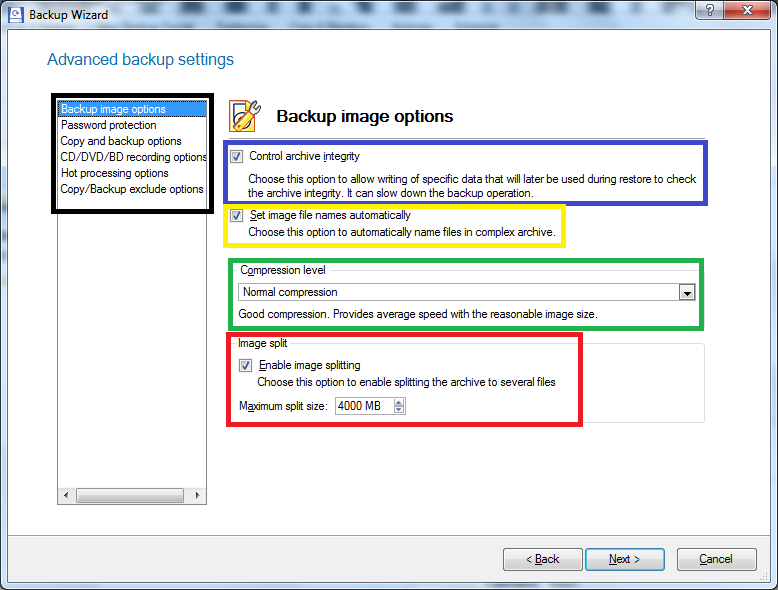 Backup Wizard
Advanced backup settings
Backup image options
Password protection
Copy and backup options
CD/DVD/BD recording options
Hot processing options
Copy/Backup exclude options
Backup image options
Control archive integrity
Choose this option to allow writing of specific data that will later be used during restore to check
the archive integrity. It can slow down the backup operation.
Set image file names automatically
Choose this option to automatically name files in complex archive.
Compression level
Normal compression
Good compression. Provides average speed with the reasonable image size.
Image split
Enable image splitting
Choose this option to enable splitting the archive to several files
Maximum split size: 4000 MB
< Back Next > Cancel